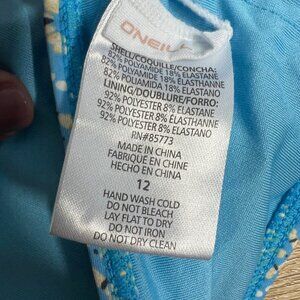 O'NEILL
SHELL/COQUILLE/CONCHA:
82% POLYAMIDE 18% ELASTANE
82% POLYAMIDE 18% ELASTHANNE
82% POLIAMIDA 18% ELASTANO
LINING/DOUBLURE/FORRO:
92% POLYESTER 8% ELASTANE
92% POLYESTER 8% ELASTHANNE
92% POLYESTER 8% ELASTANO
RN#85773
MADE IN CHINA
FABRIQUE EN CHINE
HECHO EN CHINA
12
HAND WASH COLD
DO NOT BLEACH
LAY FLAT TO DRY
DO NOT IRON
DO NOT DRY CLEAN